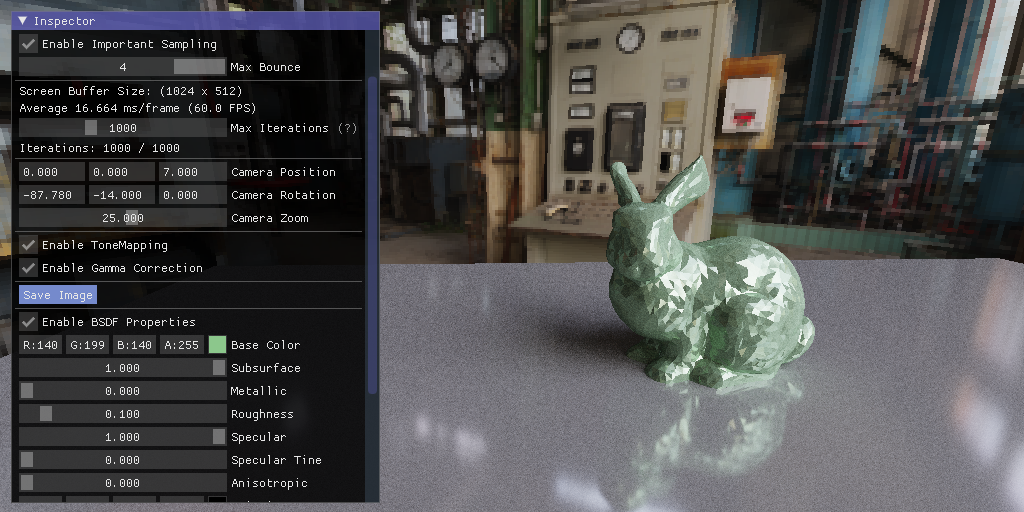 Inspector
Enable Important Sampling
4 Max Bounce
Screen Buffer Size: (1024 x 512)
Average 16.664 ms/frame (60.0 FPS)
1000 Max Iterations (?)
Iterations: 1000 / 1000
0.000 0.000 7.000 Camera Position
-87.780 -14.000 0.000 Camera Rotation
25.000 Camera Zoom
Enable ToneMapping
Enable Gamma Correction
Save Image
Enable BSDF Properties
R:140 G:199 B:140 A:255 Base Color
1.000 Subsurface
0.000 Metallic
0.100 Roughness
1.000 Specular
0.000 Specular Tine
0.000 Anisotropic